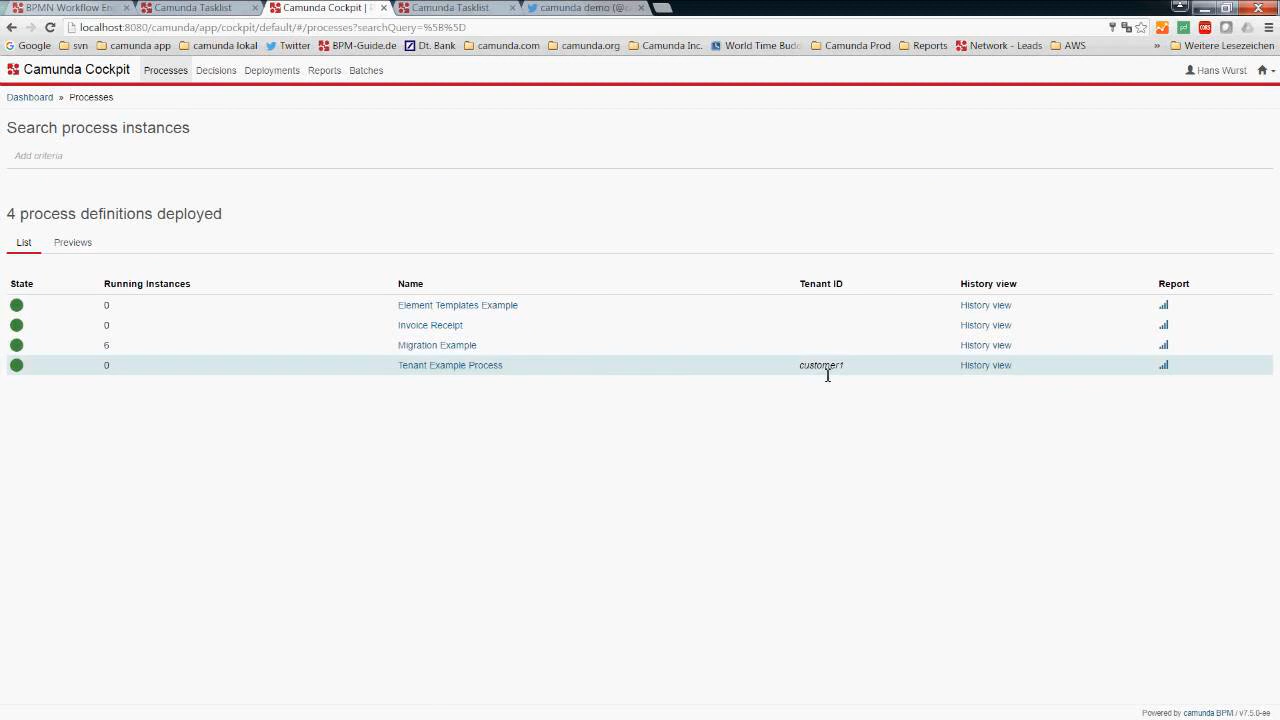 BPMN Workflow En
Camunda Tasklist
Camunda Cockpit |
Camunda Tasklist
camunda demo (@c
localhost:8080/camunda/app/cockpit/default/#/processes?searchQuery=%5B%5D
Google svn camunda app camunda lokal Twitter BPM-Guide.de Dt. Bank camunda.com camunda.org Camunda Inc. World Time Budd Camunda Prod Reports Network - Leads AWS » Weitere Lesezeichen
Camunda Cockpit Processes Decisions Deployments Reports Batches Hans Wurst
Dashboard » Processes
Search process instances
Add criteria
4 process definitions deployed
List Previews
State Running Instances Name Tenant ID History view Report
0 Element Templates Example History view
0 Invoice Receipt History view
6 Migration Example History view
0 Tenant Example Process customer1 History view
Powered by camunda BPM / v7.5.0-ee